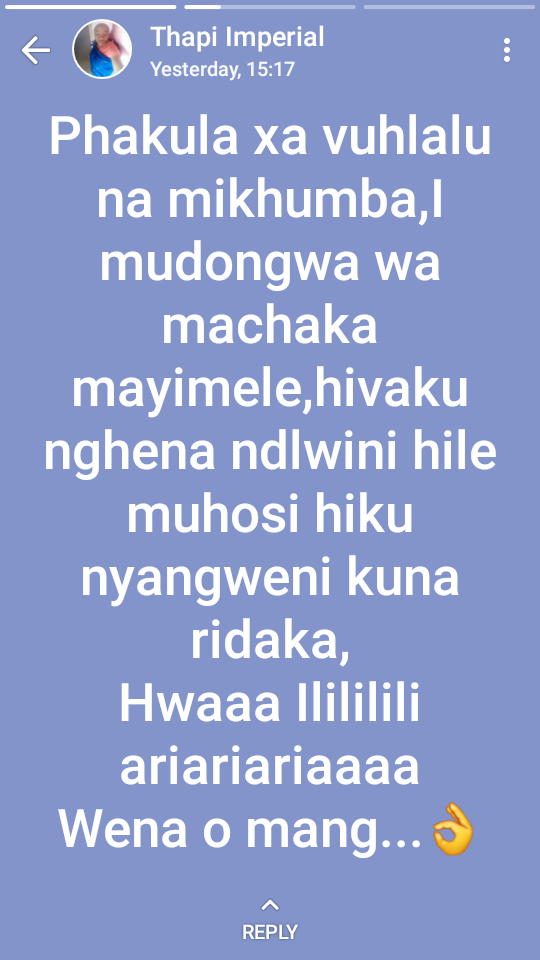 Thapi Imperial
Yesterday, 15:17
Phakula xa vuhlalu
na mikhumba,I
mudongwa wa
machaka
mayimele,hivaku
nghena ndlwini hile
muhosi hiku
nyangweni kuna
ridaka,
Hwaaa Ilililili
ariariariaaaa
Wena o mang...👌
REPLY